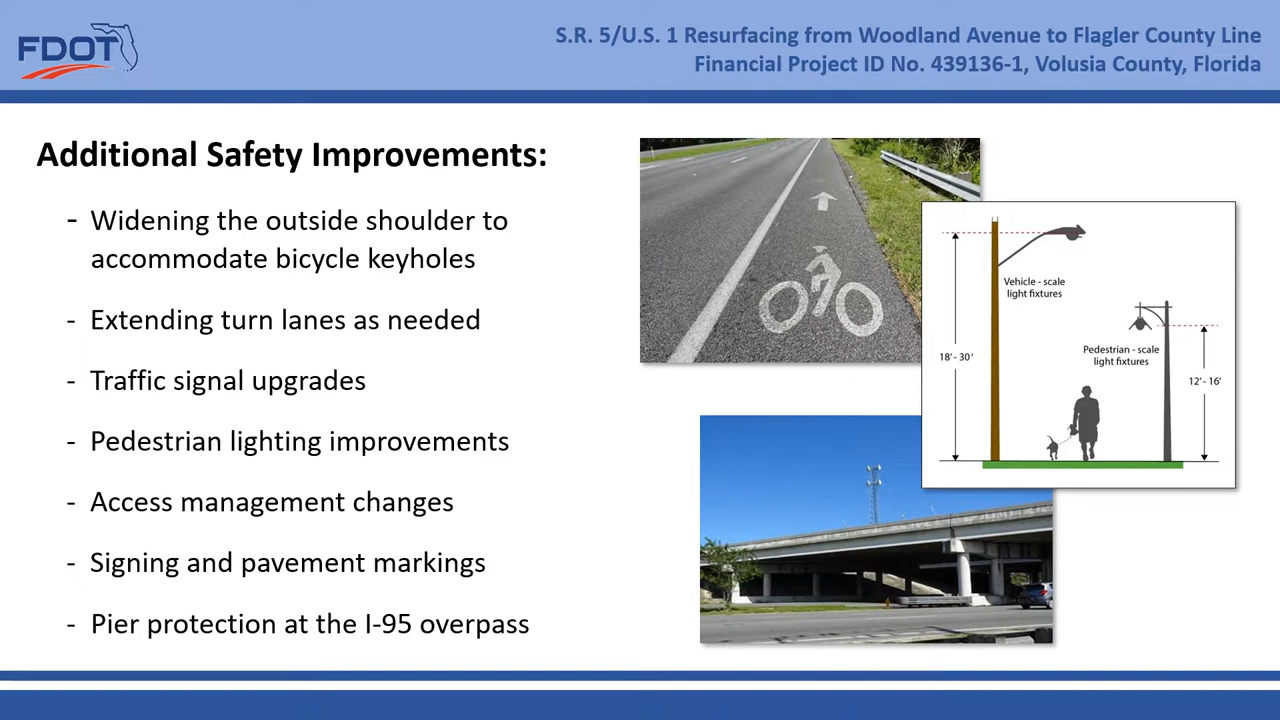 FDOT
S.R. 5/U.S. 1 Resurfacing from Woodland Avenue to Flagler County Line
Financial Project ID No. 439136-1, Volusia County, Florida
Additional Safety Improvements:
- Widening the outside shoulder to
accommodate bicycle keyholes
- Extending turn lanes as needed
- Traffic signal upgrades
- Pedestrian lighting improvements
- Access management changes
- Signing and pavement markings
- Pier protection at the I-95 overpass
Vehicle - scale
light fixtures
Pedestrian - scale
light fixtures
18' - 30'
12' - 16'